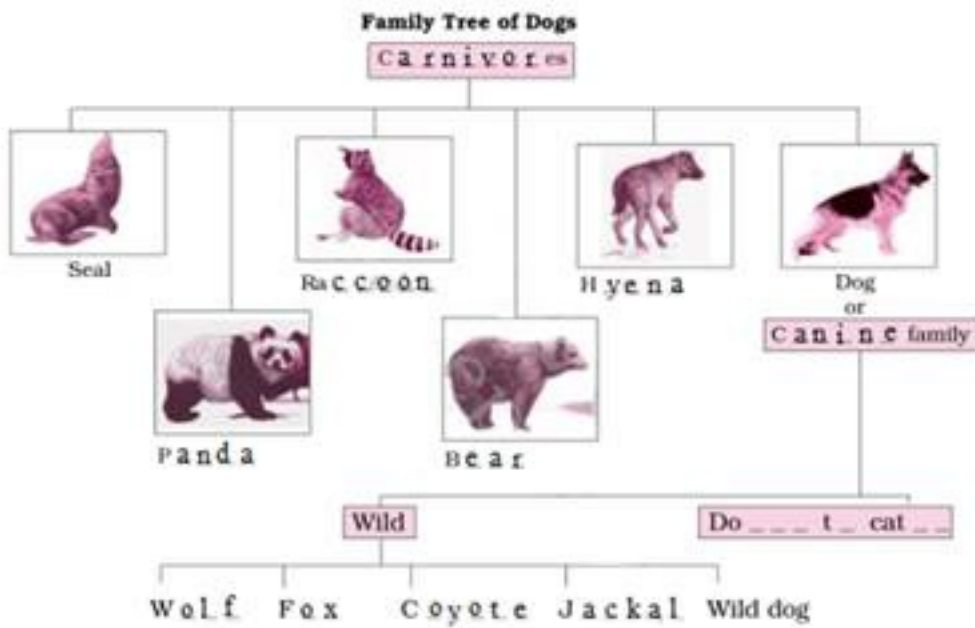 Family Tree of Dogs
Carnivores
Seal
Raccoon
Hyena
Dog
or
Canine family
Panda
Bear
Wild
Do _ _ _ t _ cat _ _
Wolf Fox Coyote Jackal Wild dog